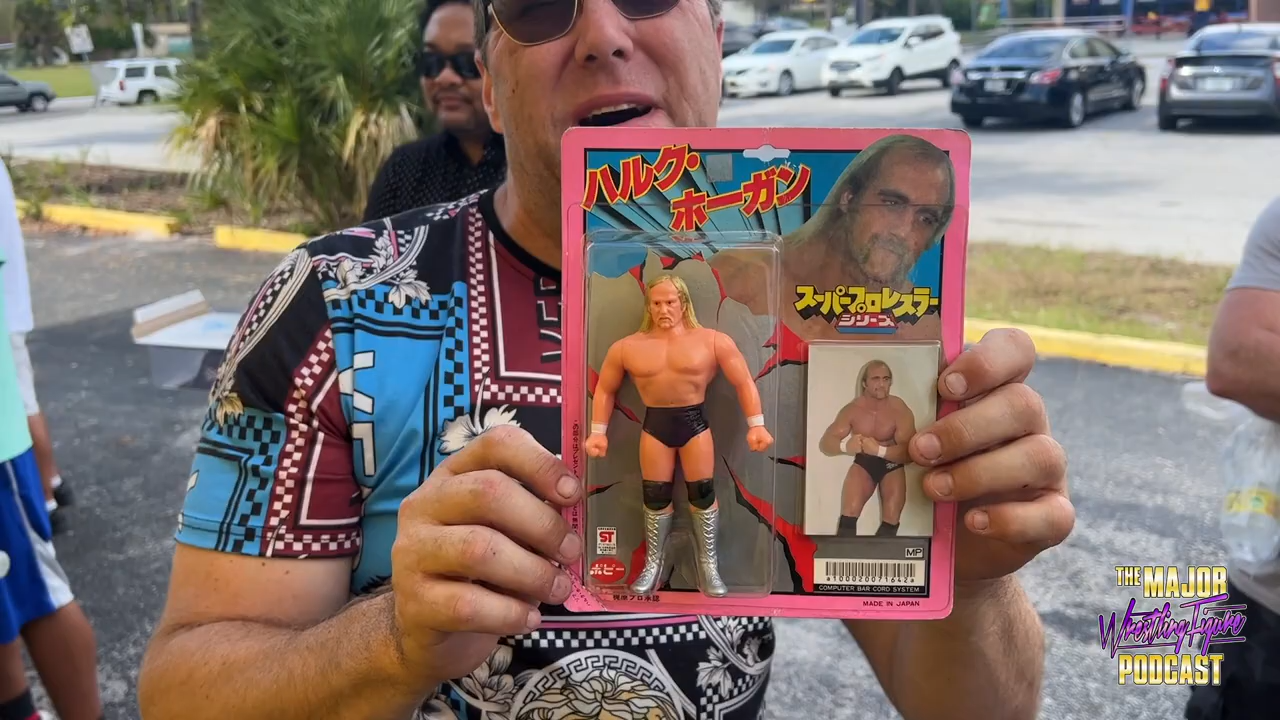 ハルク・
ホーガン
スーパープロレスラー
シリーズ
ST
ポピー
MP
a100020071642a
COMPUTER BAR CORD SYSTEM
MADE IN JAPAN
VER
THE MAJOR
Wrestling Figure
PODCAST